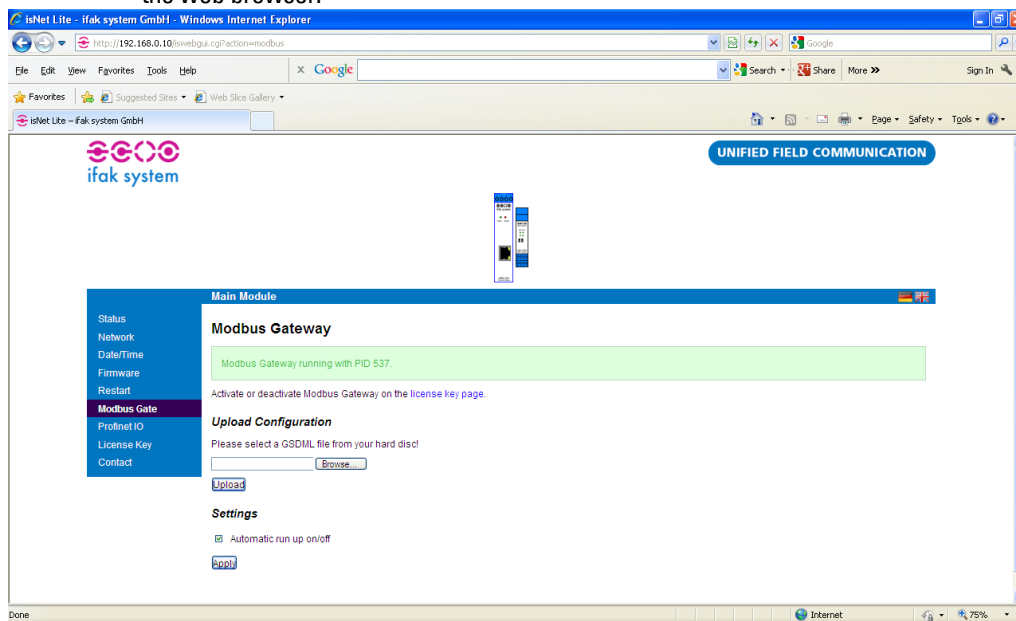 the web browser.
isNet Lite - ifak system GmbH - Windows Internet Explorer
http://192.168.0.10/iswebgui.cgi?action=modbus
Google
File Edit View Favorites Tools Help
x Google
Search Share More >> Sign In
Favorites Suggested Sites Web Slice Gallery
isNet Lite – ifak system GmbH
Page Safety Tools
ifak system
UNIFIED FIELD COMMUNICATION
Main Module
Status
Network
Date/Time
Firmware
Restart
Modbus Gate
Profinet IO
License Key
Contact
Modbus Gateway
Modbus Gateway running with PID 537.
Activate or deactivate Modbus Gateway on the license key page.
Upload Configuration
Please select a GSDML file from your hard disc!
Browse...
Upload
Settings
Automatic run up on/off
Apply
Done
Internet
75%